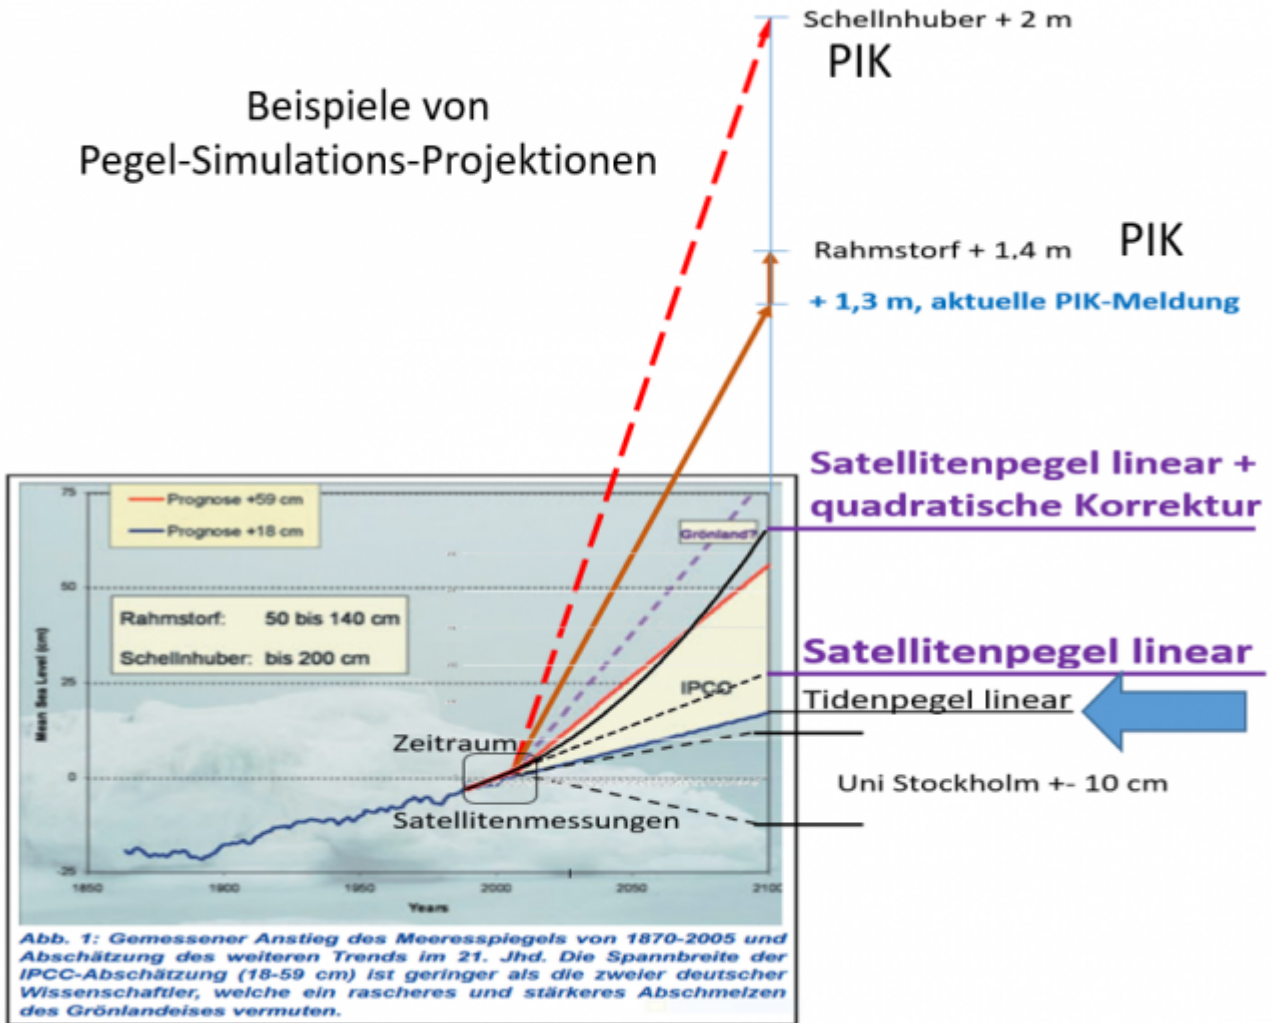 Schellnhuber + 2 m
PIK
Beispiele von
Pegel-Simulations-Projektionen
PIK
Rahmstorf + 1,4 m
+ 1,3 m, aktuelle PIK-Meldung
Satellitenpegel linear +
quadratische Korrektur
Satellitenpegel linear
Tidenpegel linear
Uni Stockholm +- 10 cm
Prognose +59 cm
Prognose +18 cm
Grönland?
Rahmstorf: 50 bis 140 cm
Schellnhuber: bis 200 cm
IPCC
Zeitraum
Satellitenmessungen
Mean Sea Level (cm)
75
50
25
0
-25
1850 1900 1950 2000 2050 2100
Years
Abb. 1: Gemessener Anstieg des Meeresspiegels von 1870-2005 und
Abschätzung des weiteren Trends im 21. Jhd. Die Spannbreite der
IPCC-Abschätzung (18-59 cm) ist geringer als die zweier deutscher
Wissenschaftler, welche ein rascheres und stärkeres Abschmelzen
des Grönlandeises vermuten.